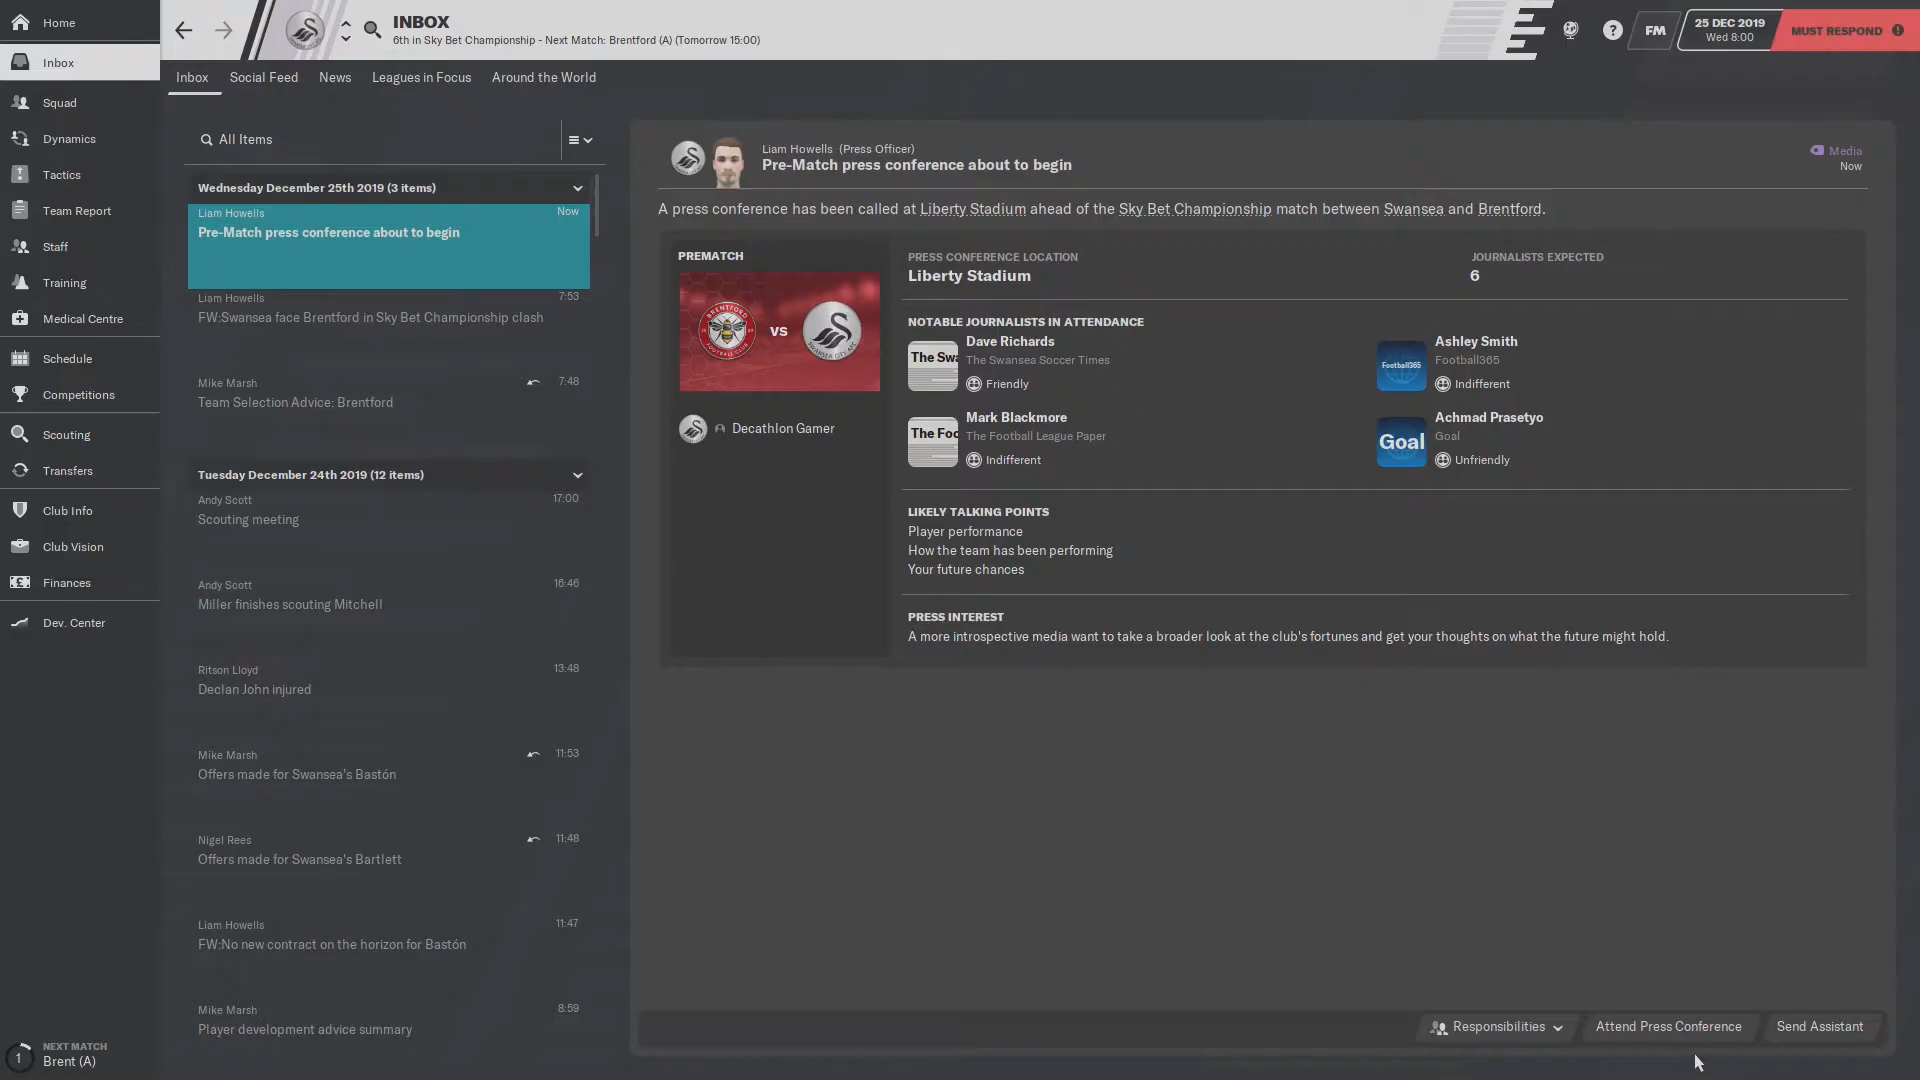 Home
Inbox
Squad
Dynamics
Tactics
Team Report
Staff
Training
Medical Centre
Schedule
Competitions
Scouting
Transfers
Club Info
Club Vision
Finances
Dev. Center
1
NEXT MATCH
Brent (A)
INBOX
6th in Sky Bet Championship - Next Match: Brentford (A) (Tomorrow 15:00)
FM
25 DEC 2019
Wed 8:00
MUST RESPOND
Inbox Social Feed News Leagues in Focus Around the World
All Items
Wednesday December 25th 2019 (3 items)
Liam Howells Now
Pre-Match press conference about to begin
Liam Howells 7:53
FW:Swansea face Brentford in Sky Bet Championship clash
Mike Marsh 7:48
Team Selection Advice: Brentford
Tuesday December 24th 2019 (12 items)
Andy Scott 17:00
Scouting meeting
Andy Scott 16:46
Miller finishes scouting Mitchell
Ritson Lloyd 13:48
Declan John injured
Mike Marsh 11:53
Offers made for Swansea's Bastón
Nigel Rees 11:48
Offers made for Swansea's Bartlett
Liam Howells 11:47
FW:No new contract on the horizon for Bastón
Mike Marsh 8:59
Player development advice summary
Liam Howells (Press Officer)
Pre-Match press conference about to begin
Media
Now
A press conference has been called at Liberty Stadium ahead of the Sky Bet Championship match between Swansea and Brentford.
PREMATCH
BRENTFORD
FOOTBALL CLUB
VS
SWANSEA CITY AFC
Decathlon Gamer
PRESS CONFERENCE LOCATION
Liberty Stadium
JOURNALISTS EXPECTED
6
NOTABLE JOURNALISTS IN ATTENDANCE
The Swa
Dave Richards
The Swansea Soccer Times
Friendly
Football365
Ashley Smith
Football365
Indifferent
The Foo
Mark Blackmore
The Football League Paper
Indifferent
Goal
Achmad Prasetyo
Goal
Unfriendly
LIKELY TALKING POINTS
Player performance
How the team has been performing
Your future chances
PRESS INTEREST
A more introspective media want to take a broader look at the club's fortunes and get your thoughts on what the future might hold.
Responsibilities
Attend Press Conference
Send Assistant